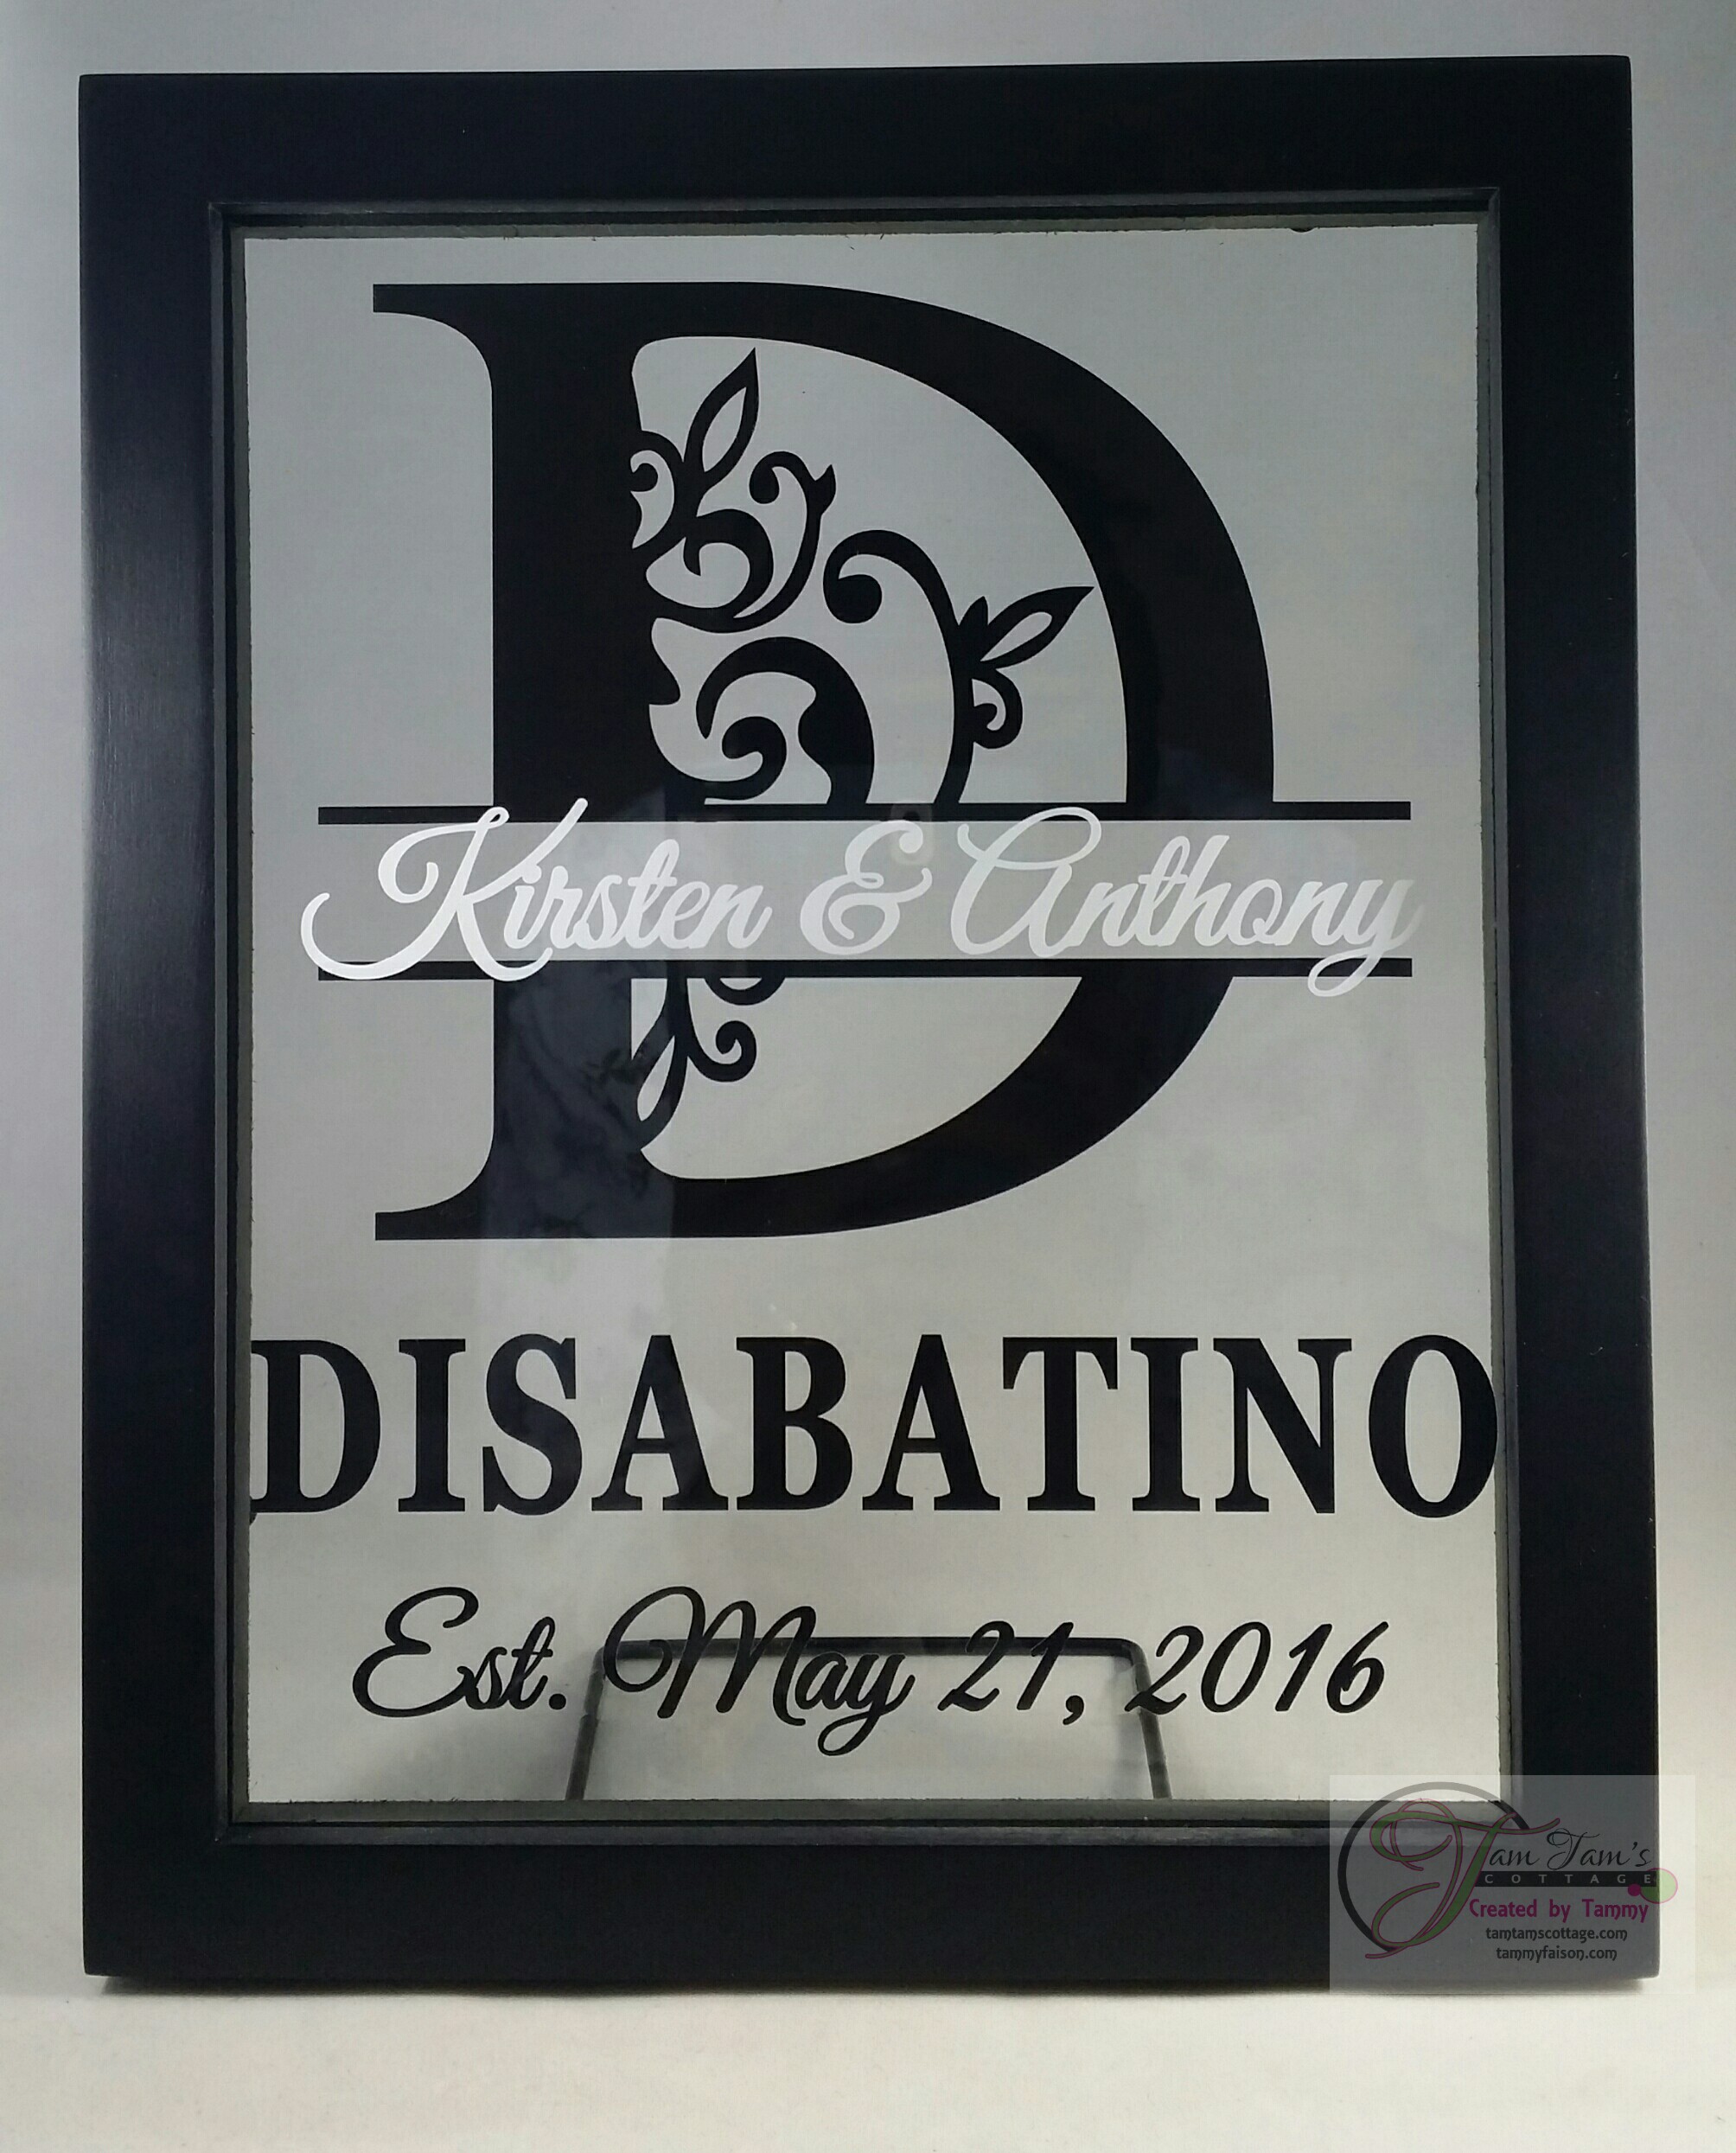 D
Kirsten & Anthony
DISABATINO
Est. May 21, 2016
Tam Tam's
COTTAGE
Created by Tammy
tamtamscottage.com
tammyfaison.com